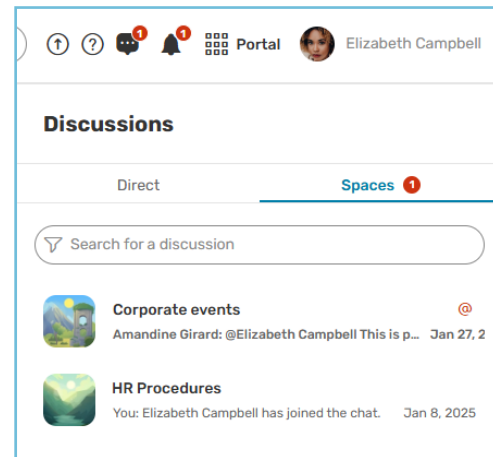 1 1 Portal Elizabeth Campbell
Discussions
Direct Spaces 1
Search for a discussion
Corporate events @
Amandine Girard: @Elizabeth Campbell This is p... Jan 27, 2
HR Procedures
You: Elizabeth Campbell has joined the chat. Jan 8, 2025